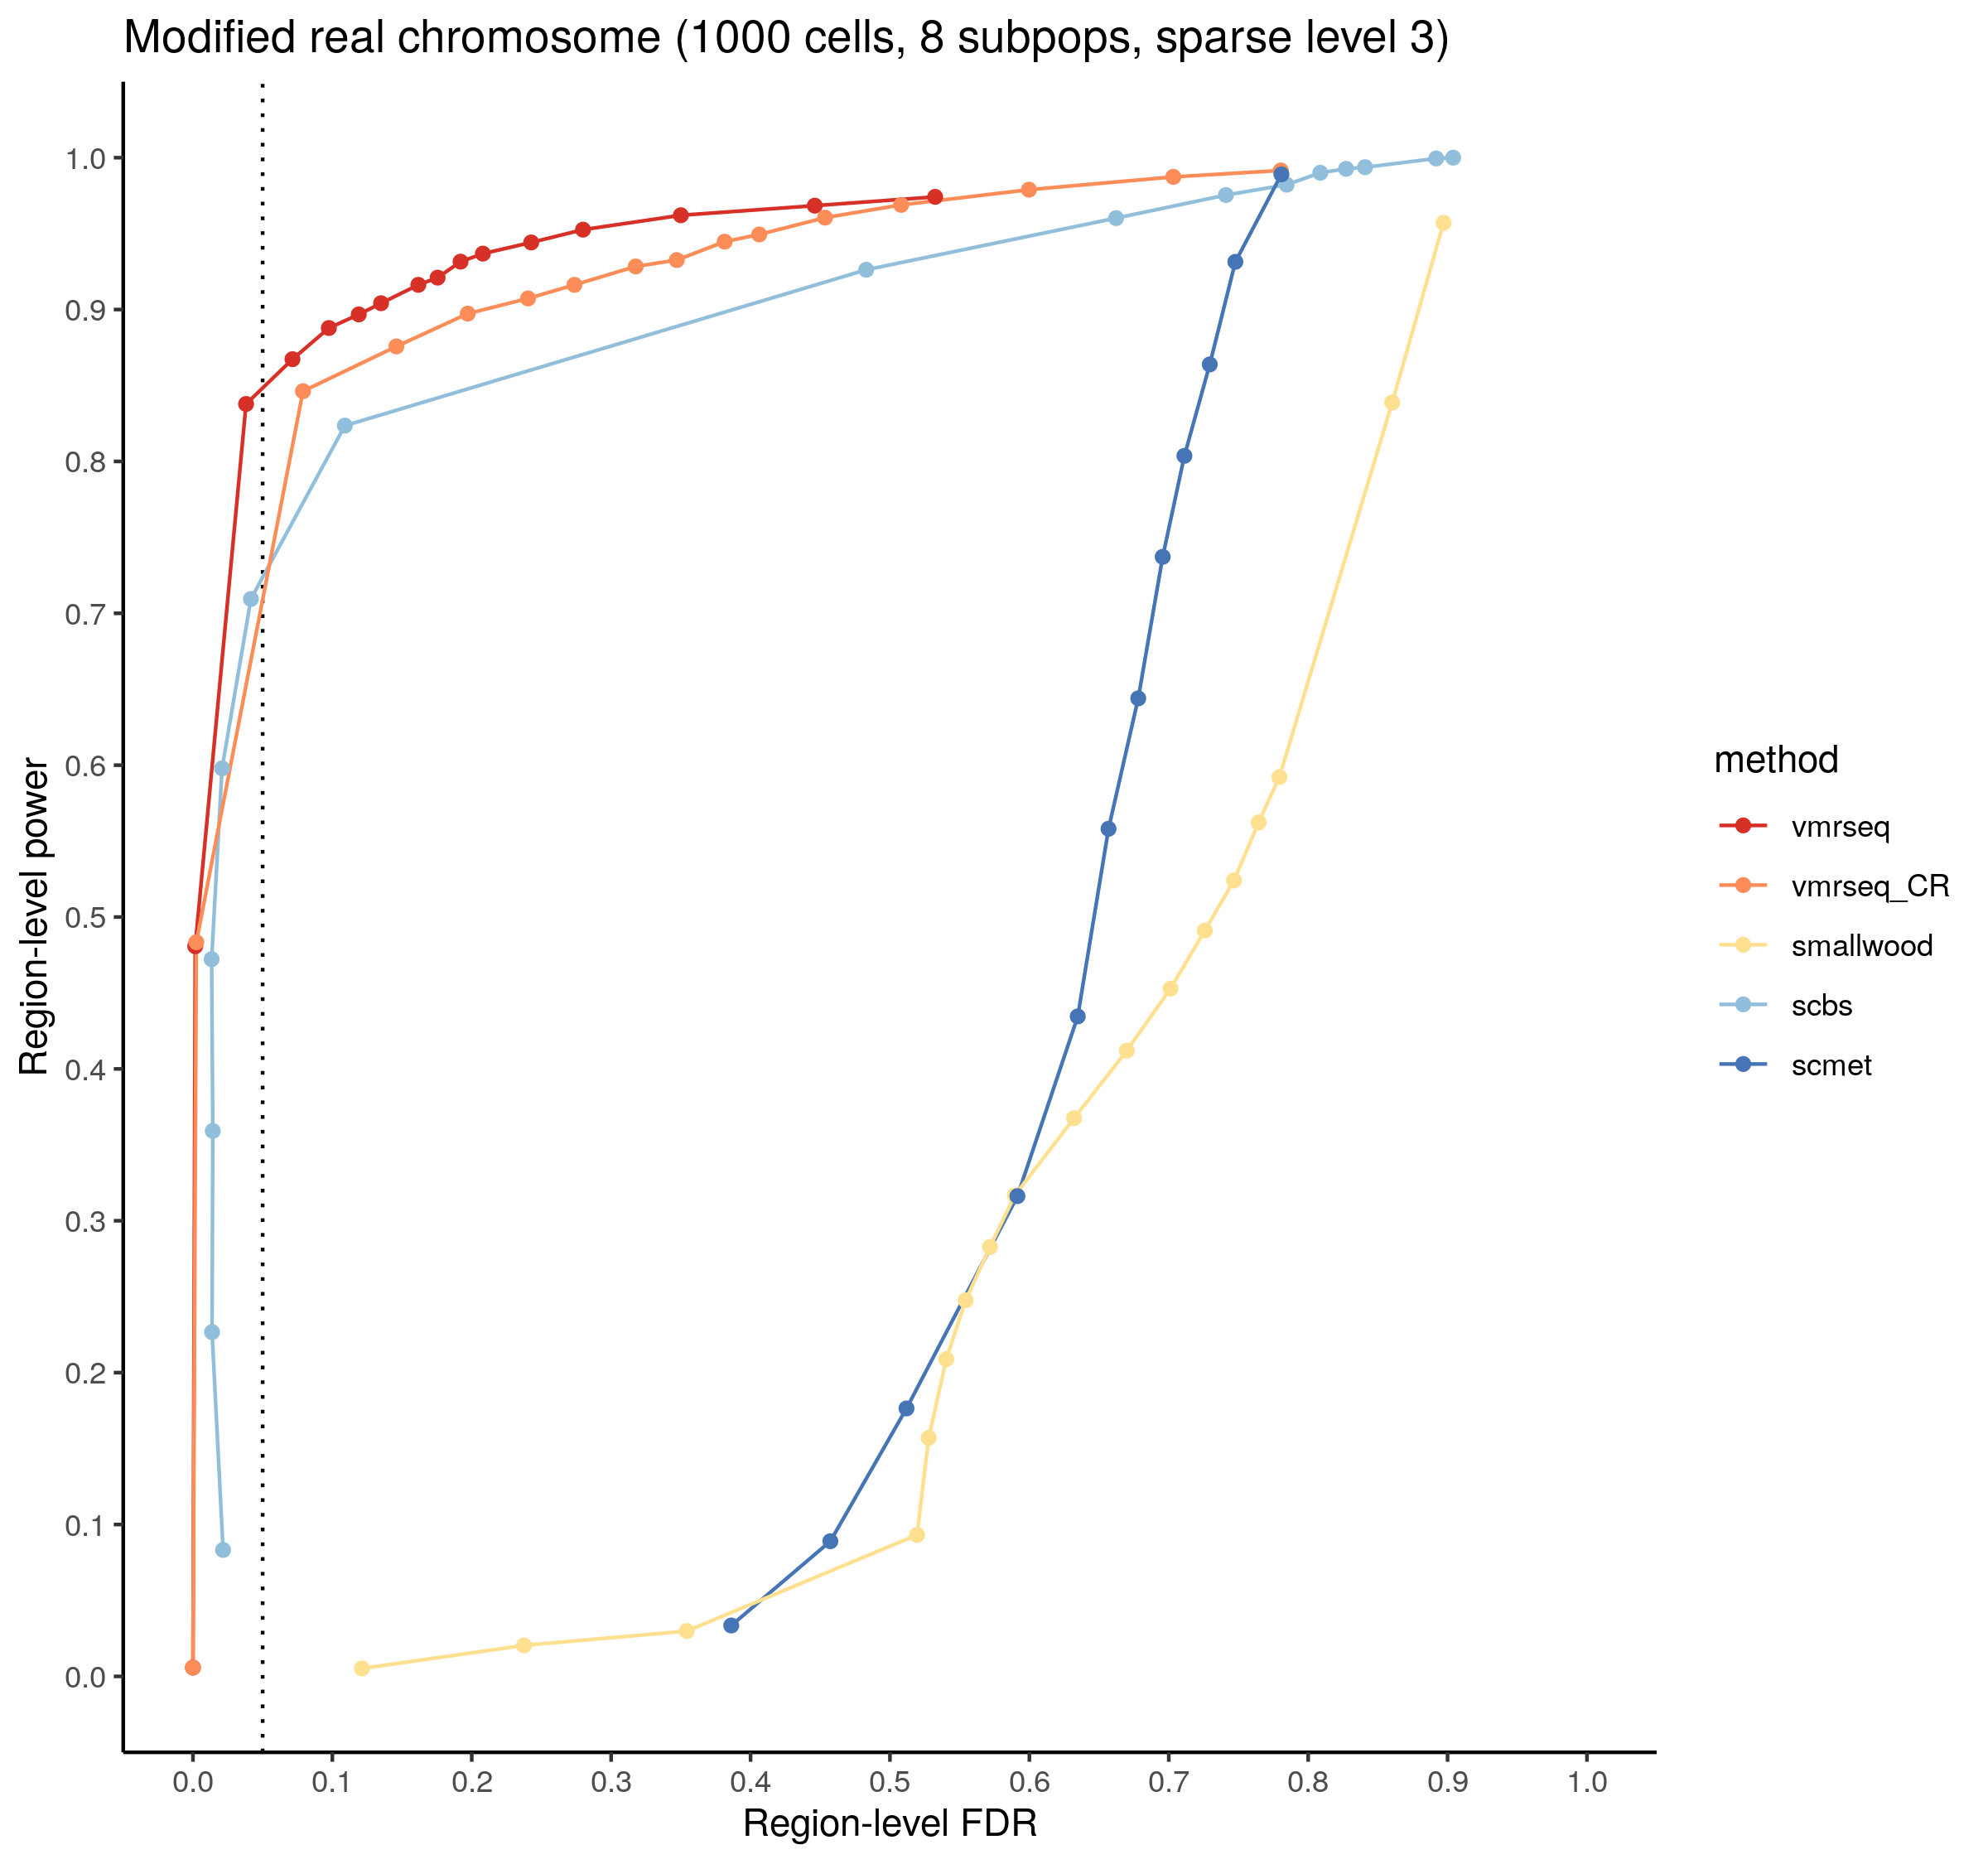 Modified real chromosome (1000 cells, 8 subpops, sparse level 3)
1.0
0.9
0.8
0.7
0.6
0.5
0.4
0.3
0.2
0.1
0.0
Region-level power
0.0 0.1 0.2 0.3 0.4 0.5 0.6 0.7 0.8 0.9 1.0
Region-level FDR
method
vmrseq
vmrseq_CR
smallwood
scbs
scmet